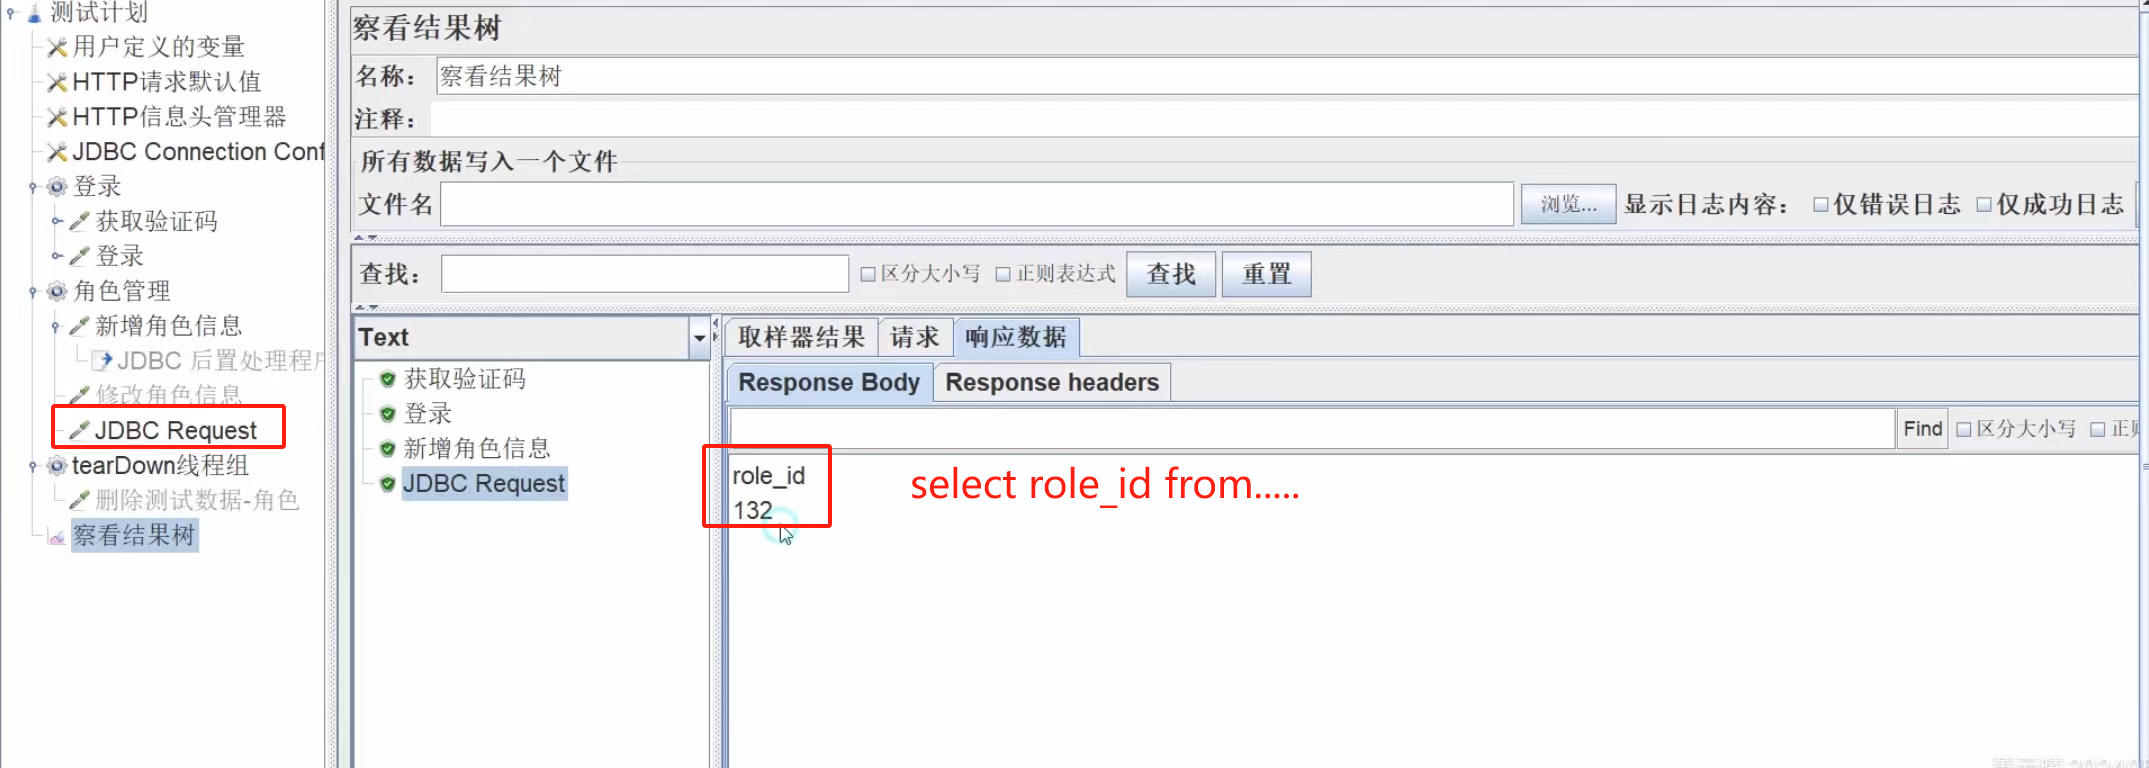 测试计划
用户定义的变量
HTTP请求默认值
HTTP信息头管理器
JDBC Connection Conf
登录
获取验证码
登录
角色管理
新增角色信息
JDBC 后置处理程序
修改角色信息
JDBC Request
tearDown线程组
删除测试数据-角色
察看结果树
察看结果树
名称： 察看结果树
注释：
所有数据写入一个文件
文件名 浏览... 显示日志内容： 仅错误日志 仅成功日志
查找： 区分大小写 正则表达式 查找 重置
Text
获取验证码
登录
新增角色信息
JDBC Request
取样器结果 请求 响应数据
Response Body Response headers
Find 区分大小写 正则
role_id
132
select role_id from.....